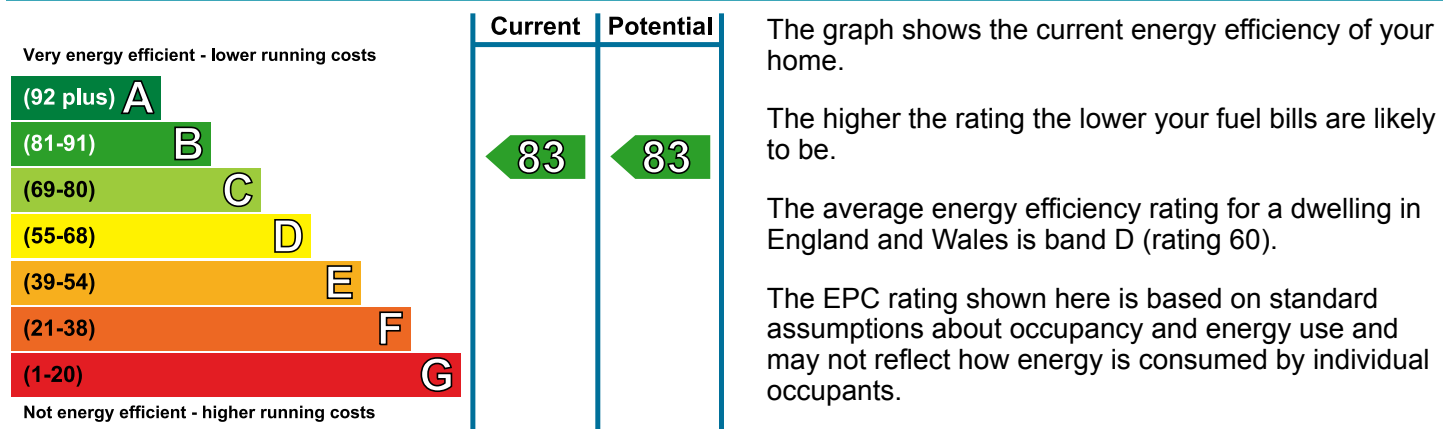 Current Potential
Very energy efficient - lower running costs
(92 plus) A
(81-91) B
83 83
(69-80) C
(55-68) D
(39-54) E
(21-38) F
(1-20) G
Not energy efficient - higher running costs
The graph shows the current energy efficiency of your
home.
The higher the rating the lower your fuel bills are likely
to be.
The average energy efficiency rating for a dwelling in
England and Wales is band D (rating 60).
The EPC rating shown here is based on standard
assumptions about occupancy and energy use and
may not reflect how energy is consumed by individual
occupants.